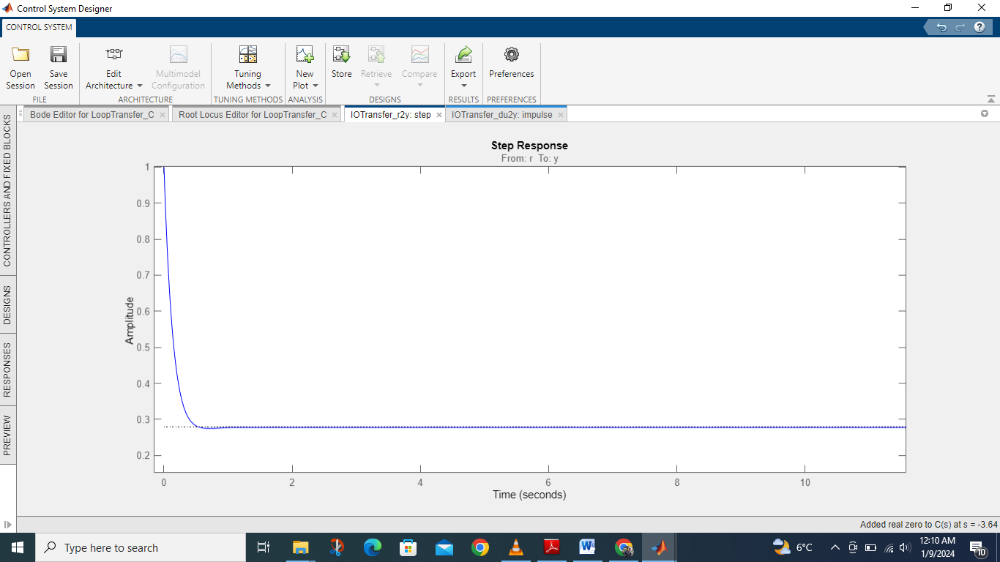 Control System Designer
CONTROL SYSTEM
Open Session
Save Session
FILE
Edit Architecture
Multimodel Configuration
ARCHITECTURE
Tuning Methods
TUNING METHODS
New Plot
ANALYSIS
Store
Retrieve
Compare
DESIGNS
Export
RESULTS
Preferences
PREFERENCES
CONTROLLERS AND FIXED BLOCKS
DESIGNS
RESPONSES
PREVIEW
Bode Editor for LoopTransfer_C
Root Locus Editor for LoopTransfer_C
IOTransfer_r2y: step
IOTransfer_du2y: impulse
Step Response
From: r To: y
Amplitude
1
0.9
0.8
0.7
0.6
0.5
0.4
0.3
0.2
0 2 4 6 8 10
Time (seconds)
Added real zero to C(s) at s = -3.64
Type here to search
6°C
12:10 AM
1/9/2024
10